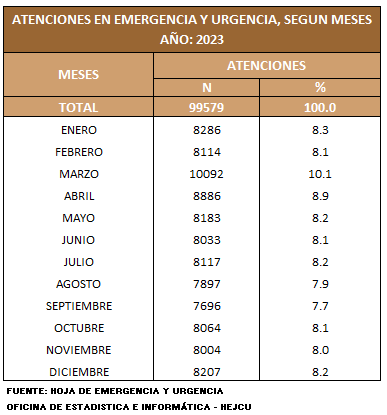 ATENCIONES EN EMERGENCIA Y URGENCIA, SEGUN MESES
AÑO: 2023
MESES ATENCIONES
N %
TOTAL 99579 100.0
ENERO 8286 8.3
FEBRERO 8114 8.1
MARZO 10092 10.1
ABRIL 8886 8.9
MAYO 8183 8.2
JUNIO 8033 8.1
JULIO 8117 8.2
AGOSTO 7897 7.9
SEPTIEMBRE 7696 7.7
OCTUBRE 8064 8.1
NOVIEMBRE 8004 8.0
DICIEMBRE 8207 8.2
FUENTE: HOJA DE EMERGENCIA Y URGENCIA
OFICINA DE ESTADISTICA E INFORMÁTICA - HEJCU